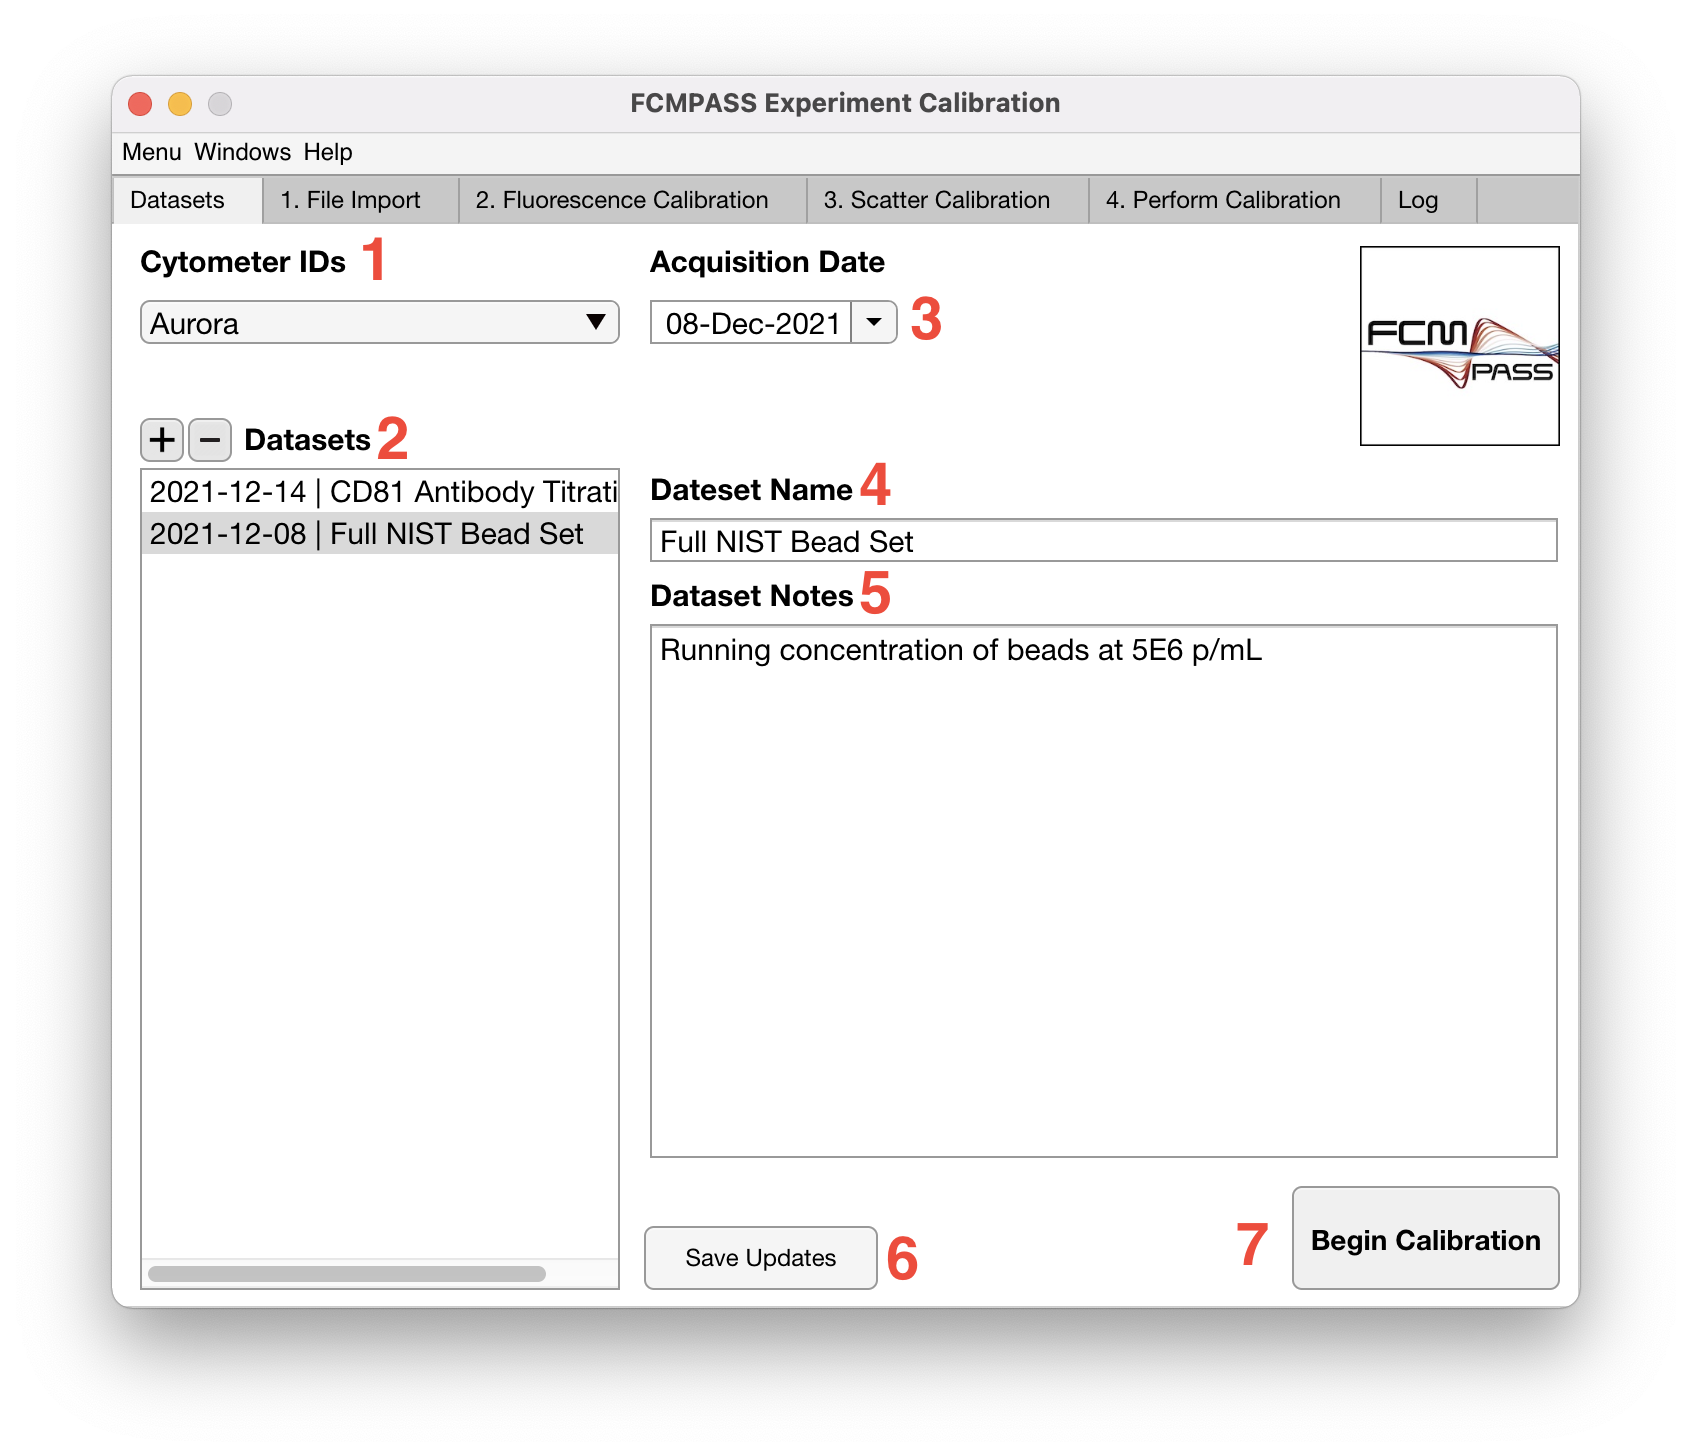 FCMPASS Experiment Calibration
Menu Windows Help
Datasets 1. File Import 2. Fluorescence Calibration 3. Scatter Calibration 4. Perform Calibration Log
Cytometer IDs 1
Aurora
Acquisition Date
08-Dec-2021 3
FCM
PASS
+ − Datasets 2
2021-12-14 | CD81 Antibody Titrati
2021-12-08 | Full NIST Bead Set
Dateset Name 4
Full NIST Bead Set
Dataset Notes 5
Running concentration of beads at 5E6 p/mL
Save Updates 6
7 Begin Calibration